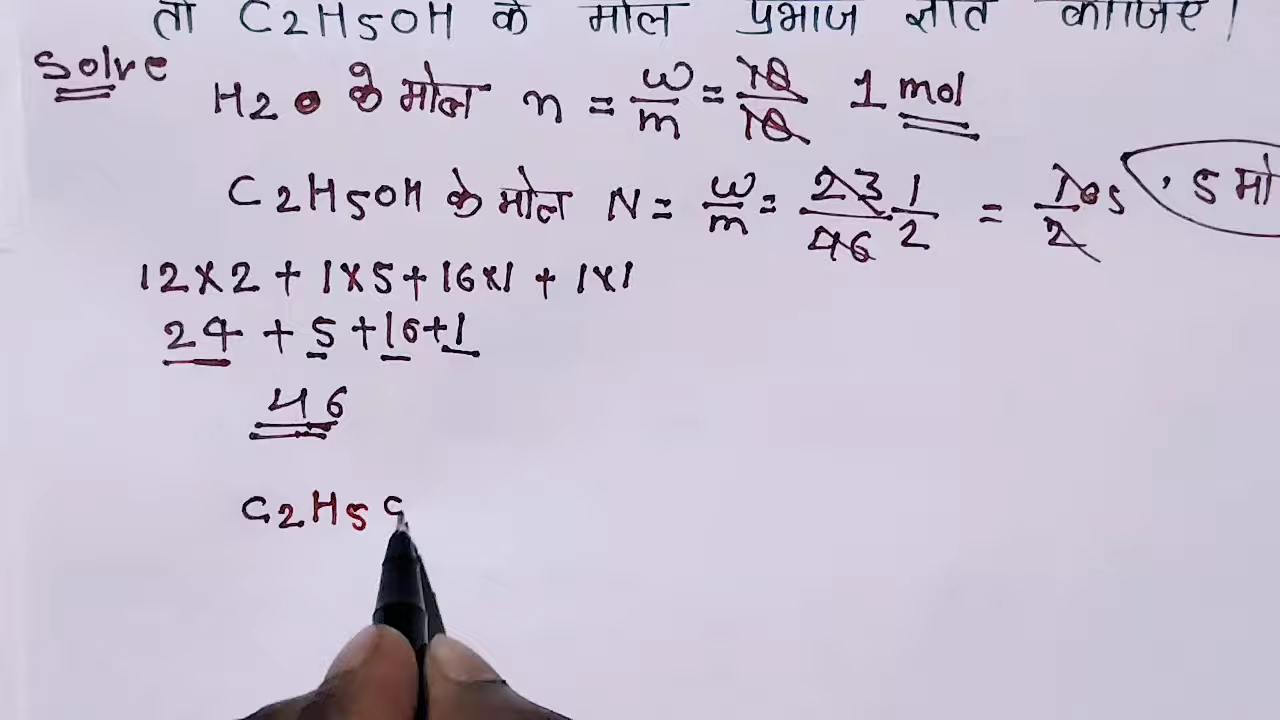 तो C2H5OH के मोल प्रभाज ज्ञात कीजिए।
Solve
H2O के मोल n = w/m = 18/18 1 mol
C2H5OH के मोल N = w/m = 23/46 1/2 = 1/2 0.5 .5 मो
12×2 + 1×5 + 16×1 + 1×1
24 + 5 + 16 + 1
46
C2H5